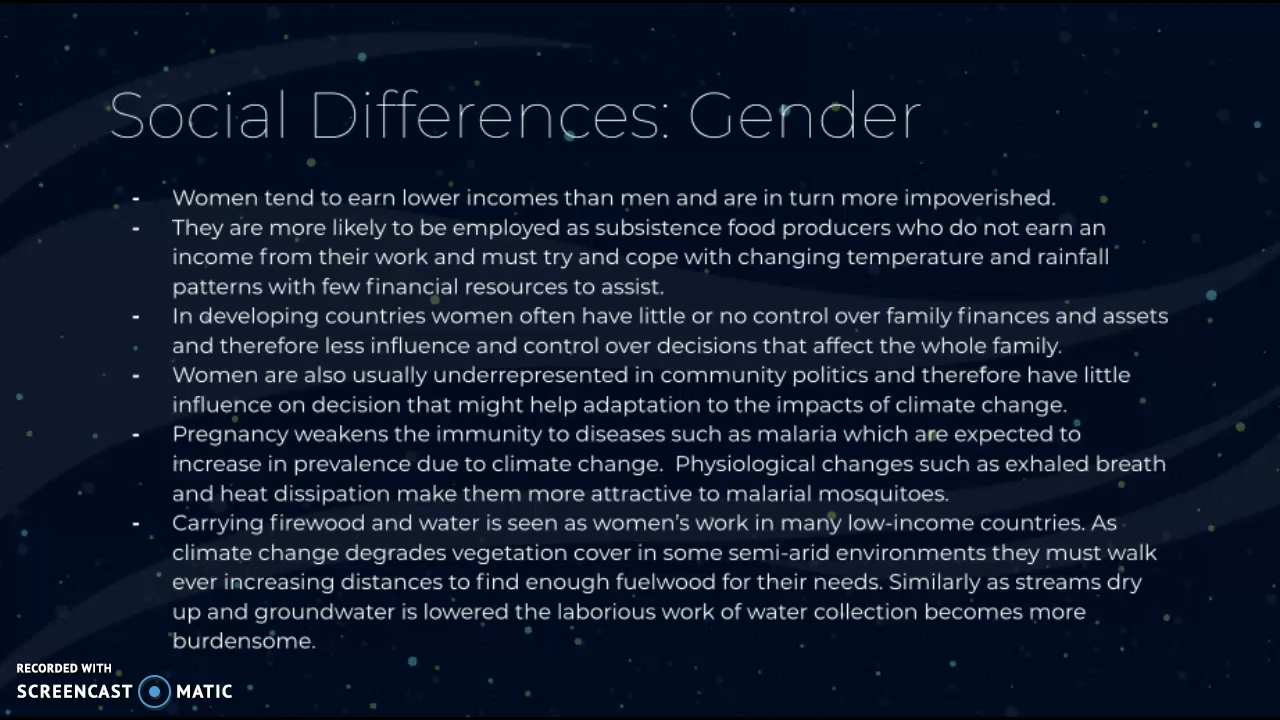 Social Differences: Gender
- Women tend to earn lower incomes than men and are in turn more impoverished.
- They are more likely to be employed as subsistence food producers who do not earn an
income from their work and must try and cope with changing temperature and rainfall
patterns with few financial resources to assist.
- In developing countries women often have little or no control over family finances and assets
and therefore less influence and control over decisions that affect the whole family.
- Women are also usually underrepresented in community politics and therefore have little
influence on decision that might help adaptation to the impacts of climate change.
- Pregnancy weakens the immunity to diseases such as malaria which are expected to
increase in prevalence due to climate change.  Physiological changes such as exhaled breath
and heat dissipation make them more attractive to malarial mosquitoes.
- Carrying firewood and water is seen as women's work in many low-income countries. As
climate change degrades vegetation cover in some semi-arid environments they must walk
ever increasing distances to find enough fuelwood for their needs. Similarly as streams dry
up and groundwater is lowered the laborious work of water collection becomes more
burdensome.
RECORDED WITH
SCREENCAST MATIC